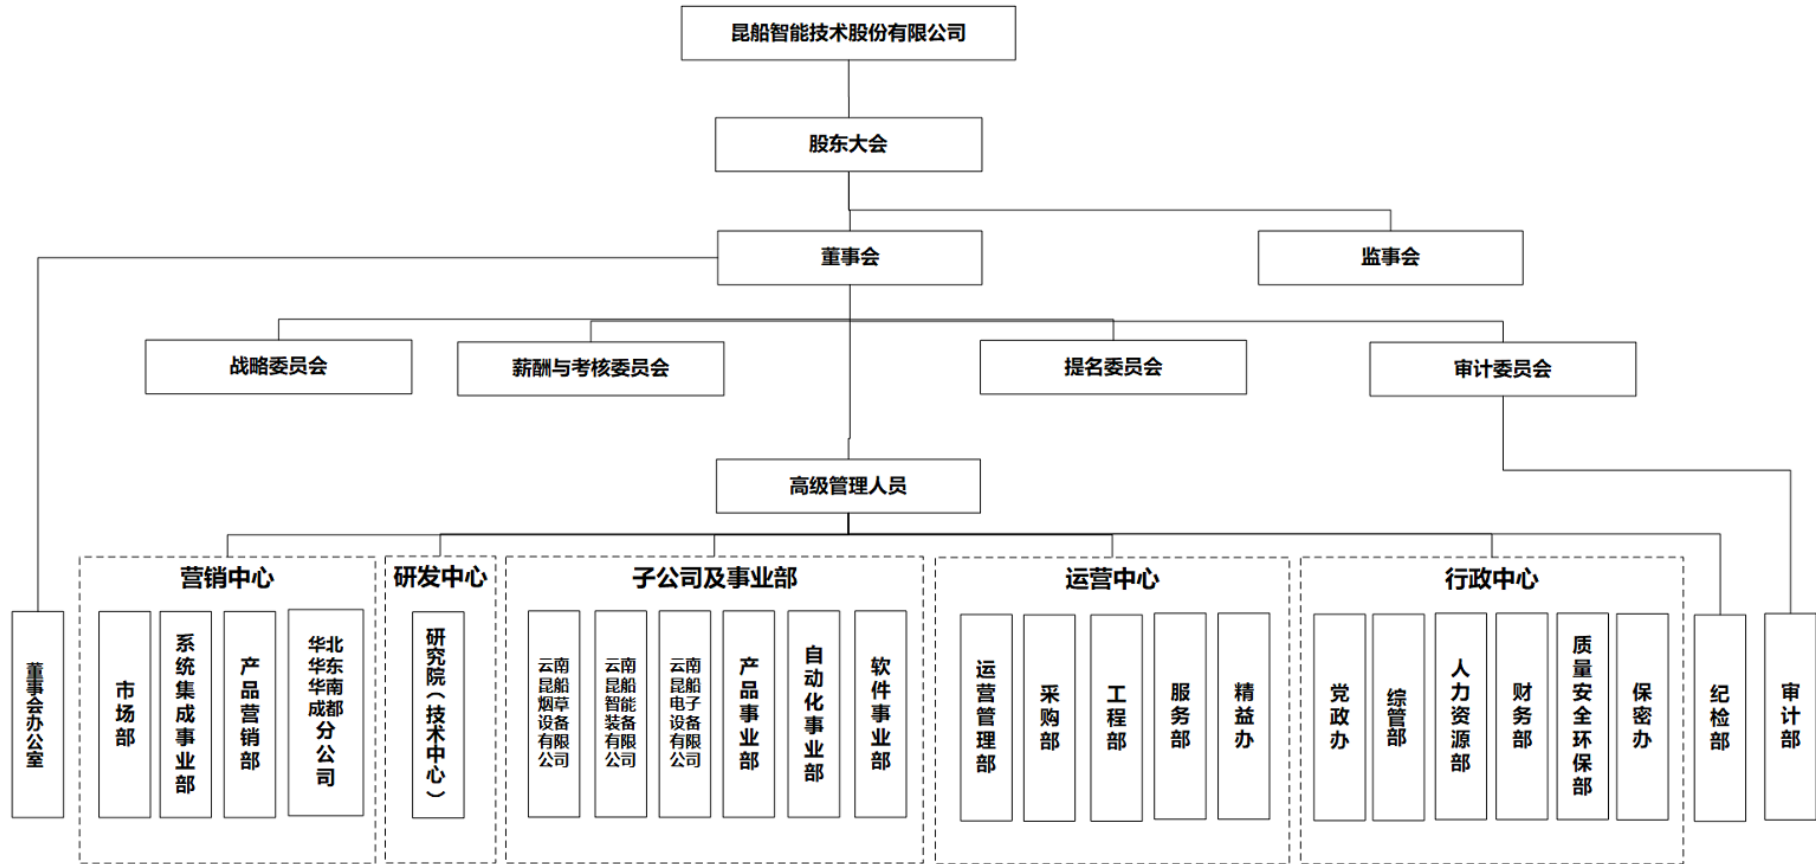 昆船智能技术股份有限公司
股东大会
董事会
监事会
战略委员会
薪酬与考核委员会
提名委员会
审计委员会
高级管理人员
营销中心
研发中心
子公司及事业部
运营中心
行政中心
董事会办公室
市场部
系统集成事业部
产品营销部
华北
华东
华南
成都
分公司
研究院（技术中心）
云南
昆船
烟草
设备
有限
公司
云南
昆船
智能
装备
有限
公司
云南
昆船
电子
设备
有限
公司
产品事业部
自动化事业部
软件事业部
运营管理部
采购部
工程部
服务部
精益办
党政办
综管部
人力资源部
财务部
质量安全环保部
保密办
纪检部
审计部